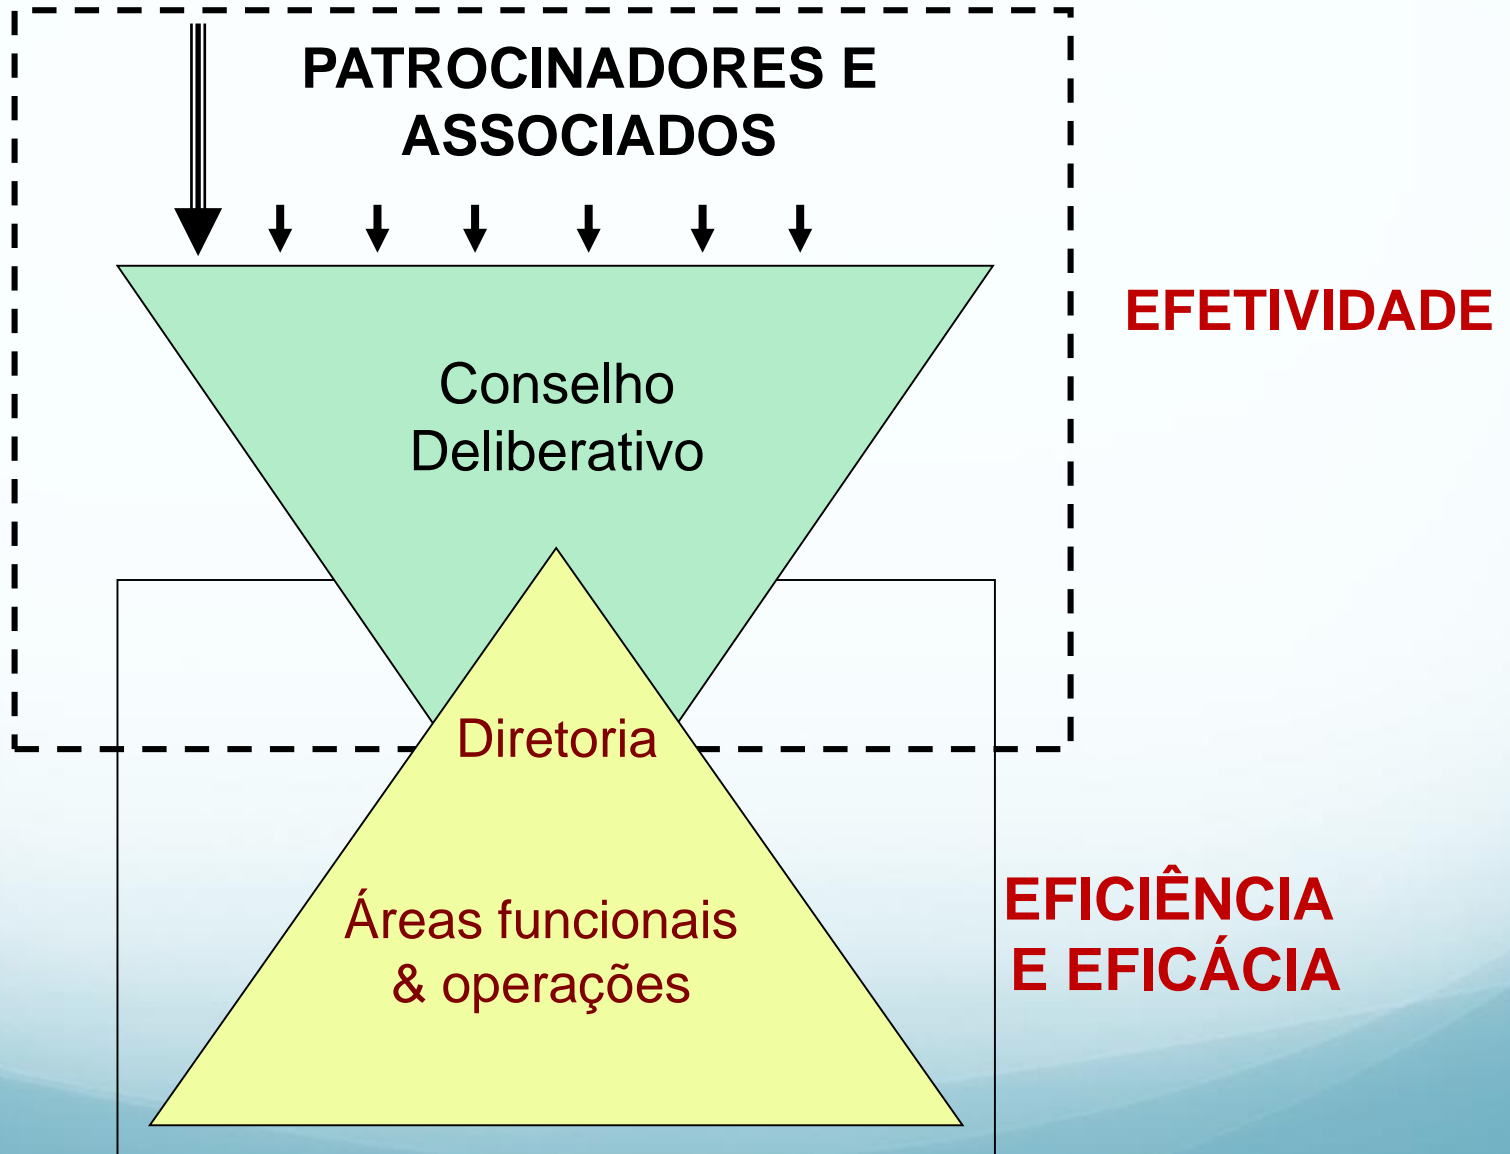 PATROCINADORES E
ASSOCIADOS
EFETIVIDADE
Conselho
Deliberativo
Diretoria
Áreas funcionais
& operações
EFICIÊNCIA
E EFICÁCIA